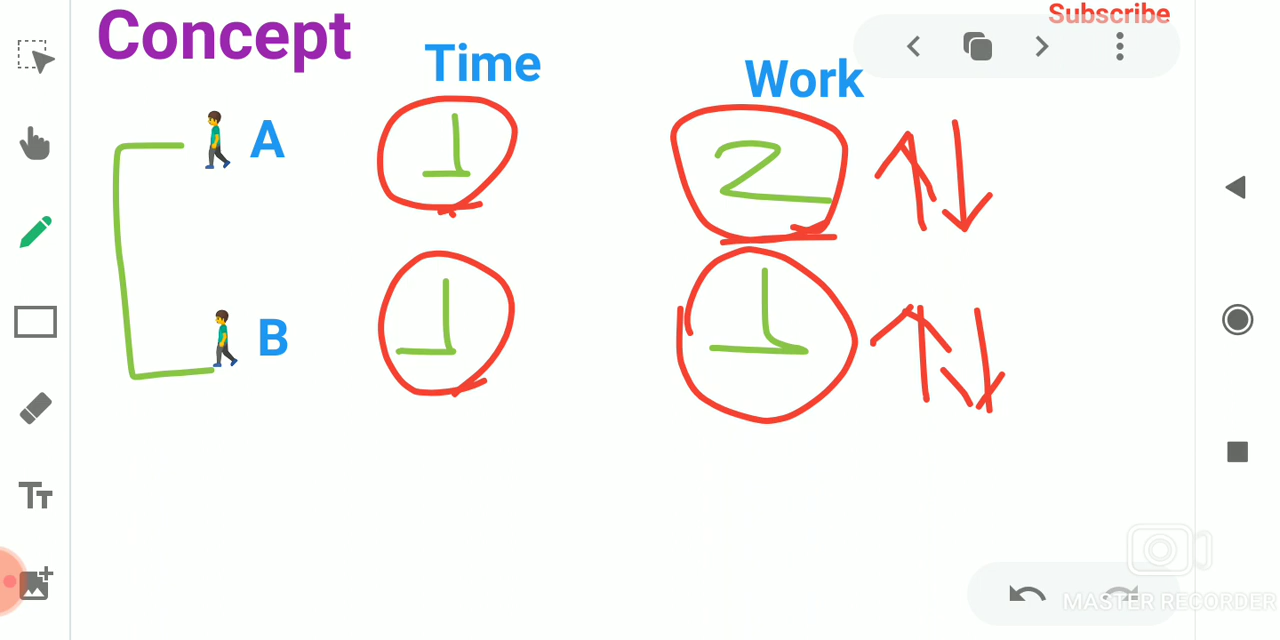 Subscribe
Concept
Time
Work
A 1 2
B 1 1
MASTER RECORDER